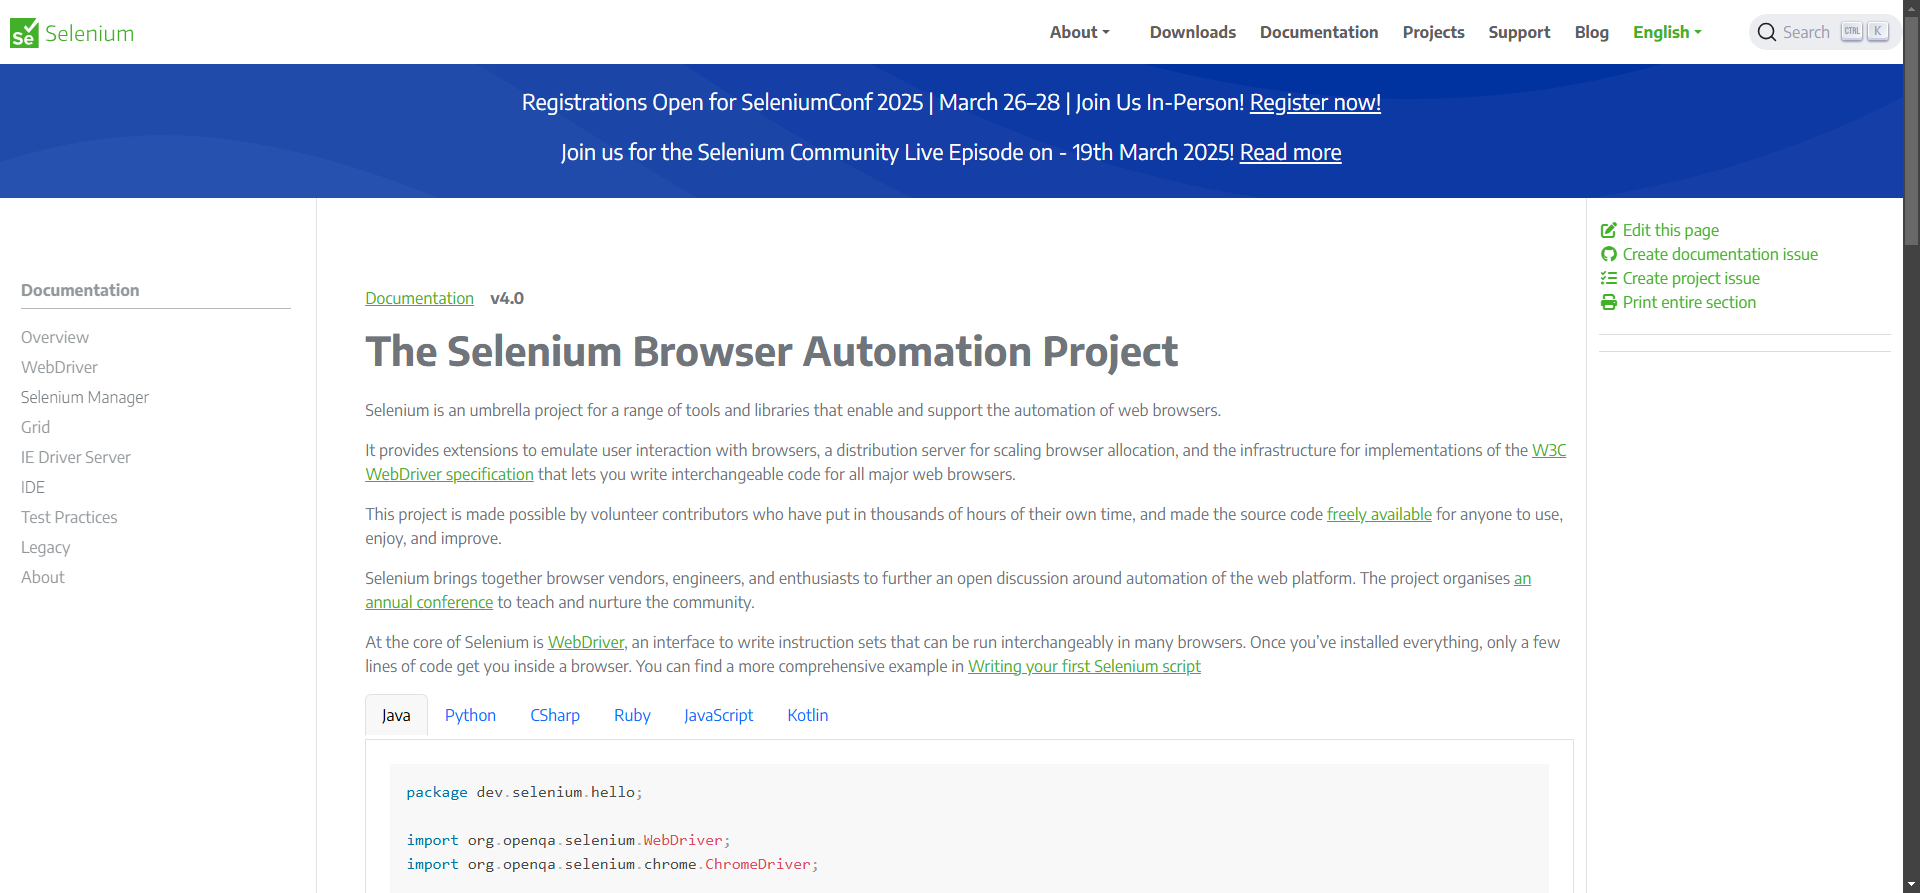 Se Selenium
About
Downloads
Documentation
Projects
Support
Blog
English
Search CTRL K
Registrations Open for SeleniumConf 2025 | March 26–28 | Join Us In-Person! Register now!
Join us for the Selenium Community Live Episode on - 19th March 2025! Read more
Documentation
Overview
WebDriver
Selenium Manager
Grid
IE Driver Server
IDE
Test Practices
Legacy
About
Documentation v4.0
The Selenium Browser Automation Project
Selenium is an umbrella project for a range of tools and libraries that enable and support the automation of web browsers.
It provides extensions to emulate user interaction with browsers, a distribution server for scaling browser allocation, and the infrastructure for implementations of the W3C
WebDriver specification that lets you write interchangeable code for all major web browsers.
This project is made possible by volunteer contributors who have put in thousands of hours of their own time, and made the source code freely available for anyone to use,
enjoy, and improve.
Selenium brings together browser vendors, engineers, and enthusiasts to further an open discussion around automation of the web platform. The project organises an
annual conference to teach and nurture the community.
At the core of Selenium is WebDriver, an interface to write instruction sets that can be run interchangeably in many browsers. Once you’ve installed everything, only a few
lines of code get you inside a browser. You can find a more comprehensive example in Writing your first Selenium script
Java Python CSharp Ruby JavaScript Kotlin
package dev.selenium.hello;
import org.openqa.selenium.WebDriver;
import org.openqa.selenium.chrome.ChromeDriver;
Edit this page
Create documentation issue
Create project issue
Print entire section